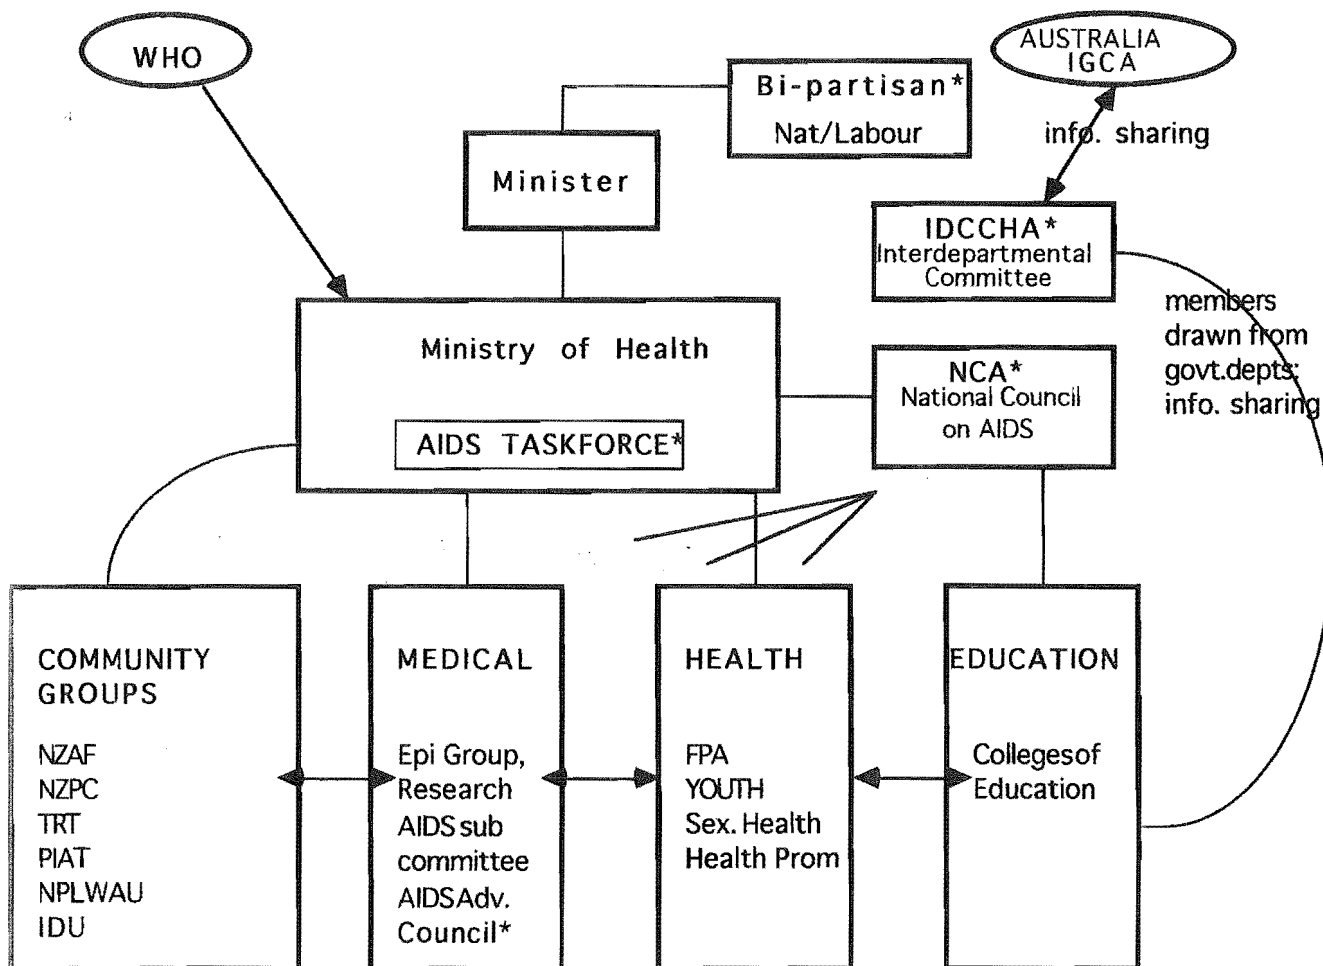 WHO
AUSTRALIA
IGCA
Bi-partisan*
Nat/Labour
info. sharing
Minister
IDCCHA*
Interdepartmental
Committee
members
drawn from
govt.depts:
info. sharing
Ministry of Health
AIDS TASKFORCE*
NCA*
National Council
on AIDS
COMMUNITY
GROUPS
NZAF
NZPC
TRT
PIAT
NPLWAU
IDU
MEDICAL
Epi Group,
Research
AIDS sub
committee
AIDS Adv.
Council*
HEALTH
FPA
YOUTH
Sex. Health
Health Prom
EDUCATION
Colleges of
Education